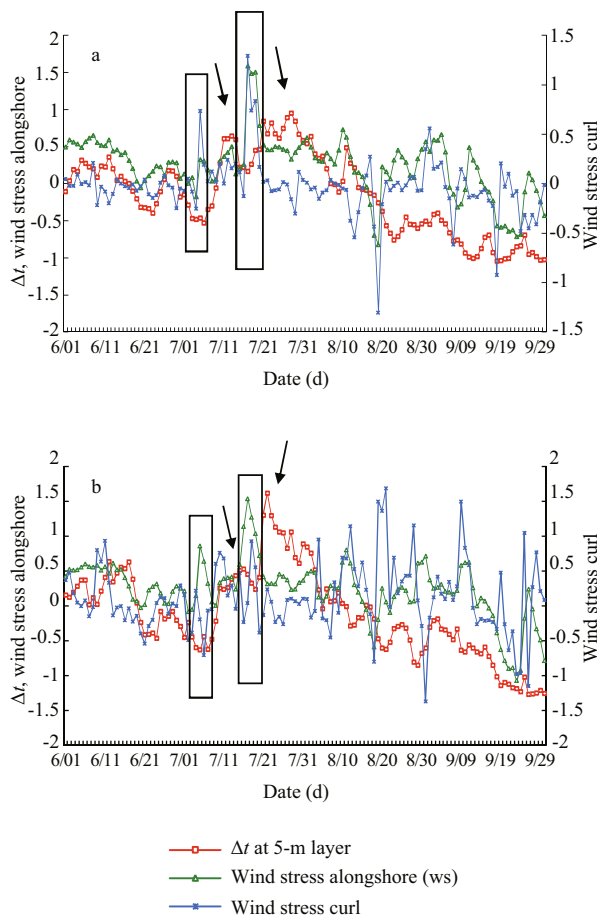 a
Δt, wind stress alongshore
2
1.5
1
0.5
0
-0.5
-1
-1.5
-2
1.5
1
0.5
0
-0.5
-1
-1.5
Wind stress curl
6/01 6/11 6/21 7/01 7/11 7/21 7/31 8/10 8/20 8/30 9/09 9/19 9/29
Date (d)
b
Δt, wind stress alongshore
2
1.5
1
0.5
0
-0.5
-1
-1.5
-2
2
1.5
1
0.5
0
-0.5
-1
-1.5
-2
Wind stress curl
6/01 6/11 6/21 7/01 7/11 7/21 7/31 8/10 8/20 8/30 9/09 9/19 9/29
Date (d)
Δt at 5-m layer
Wind stress alongshore (ws)
Wind stress curl